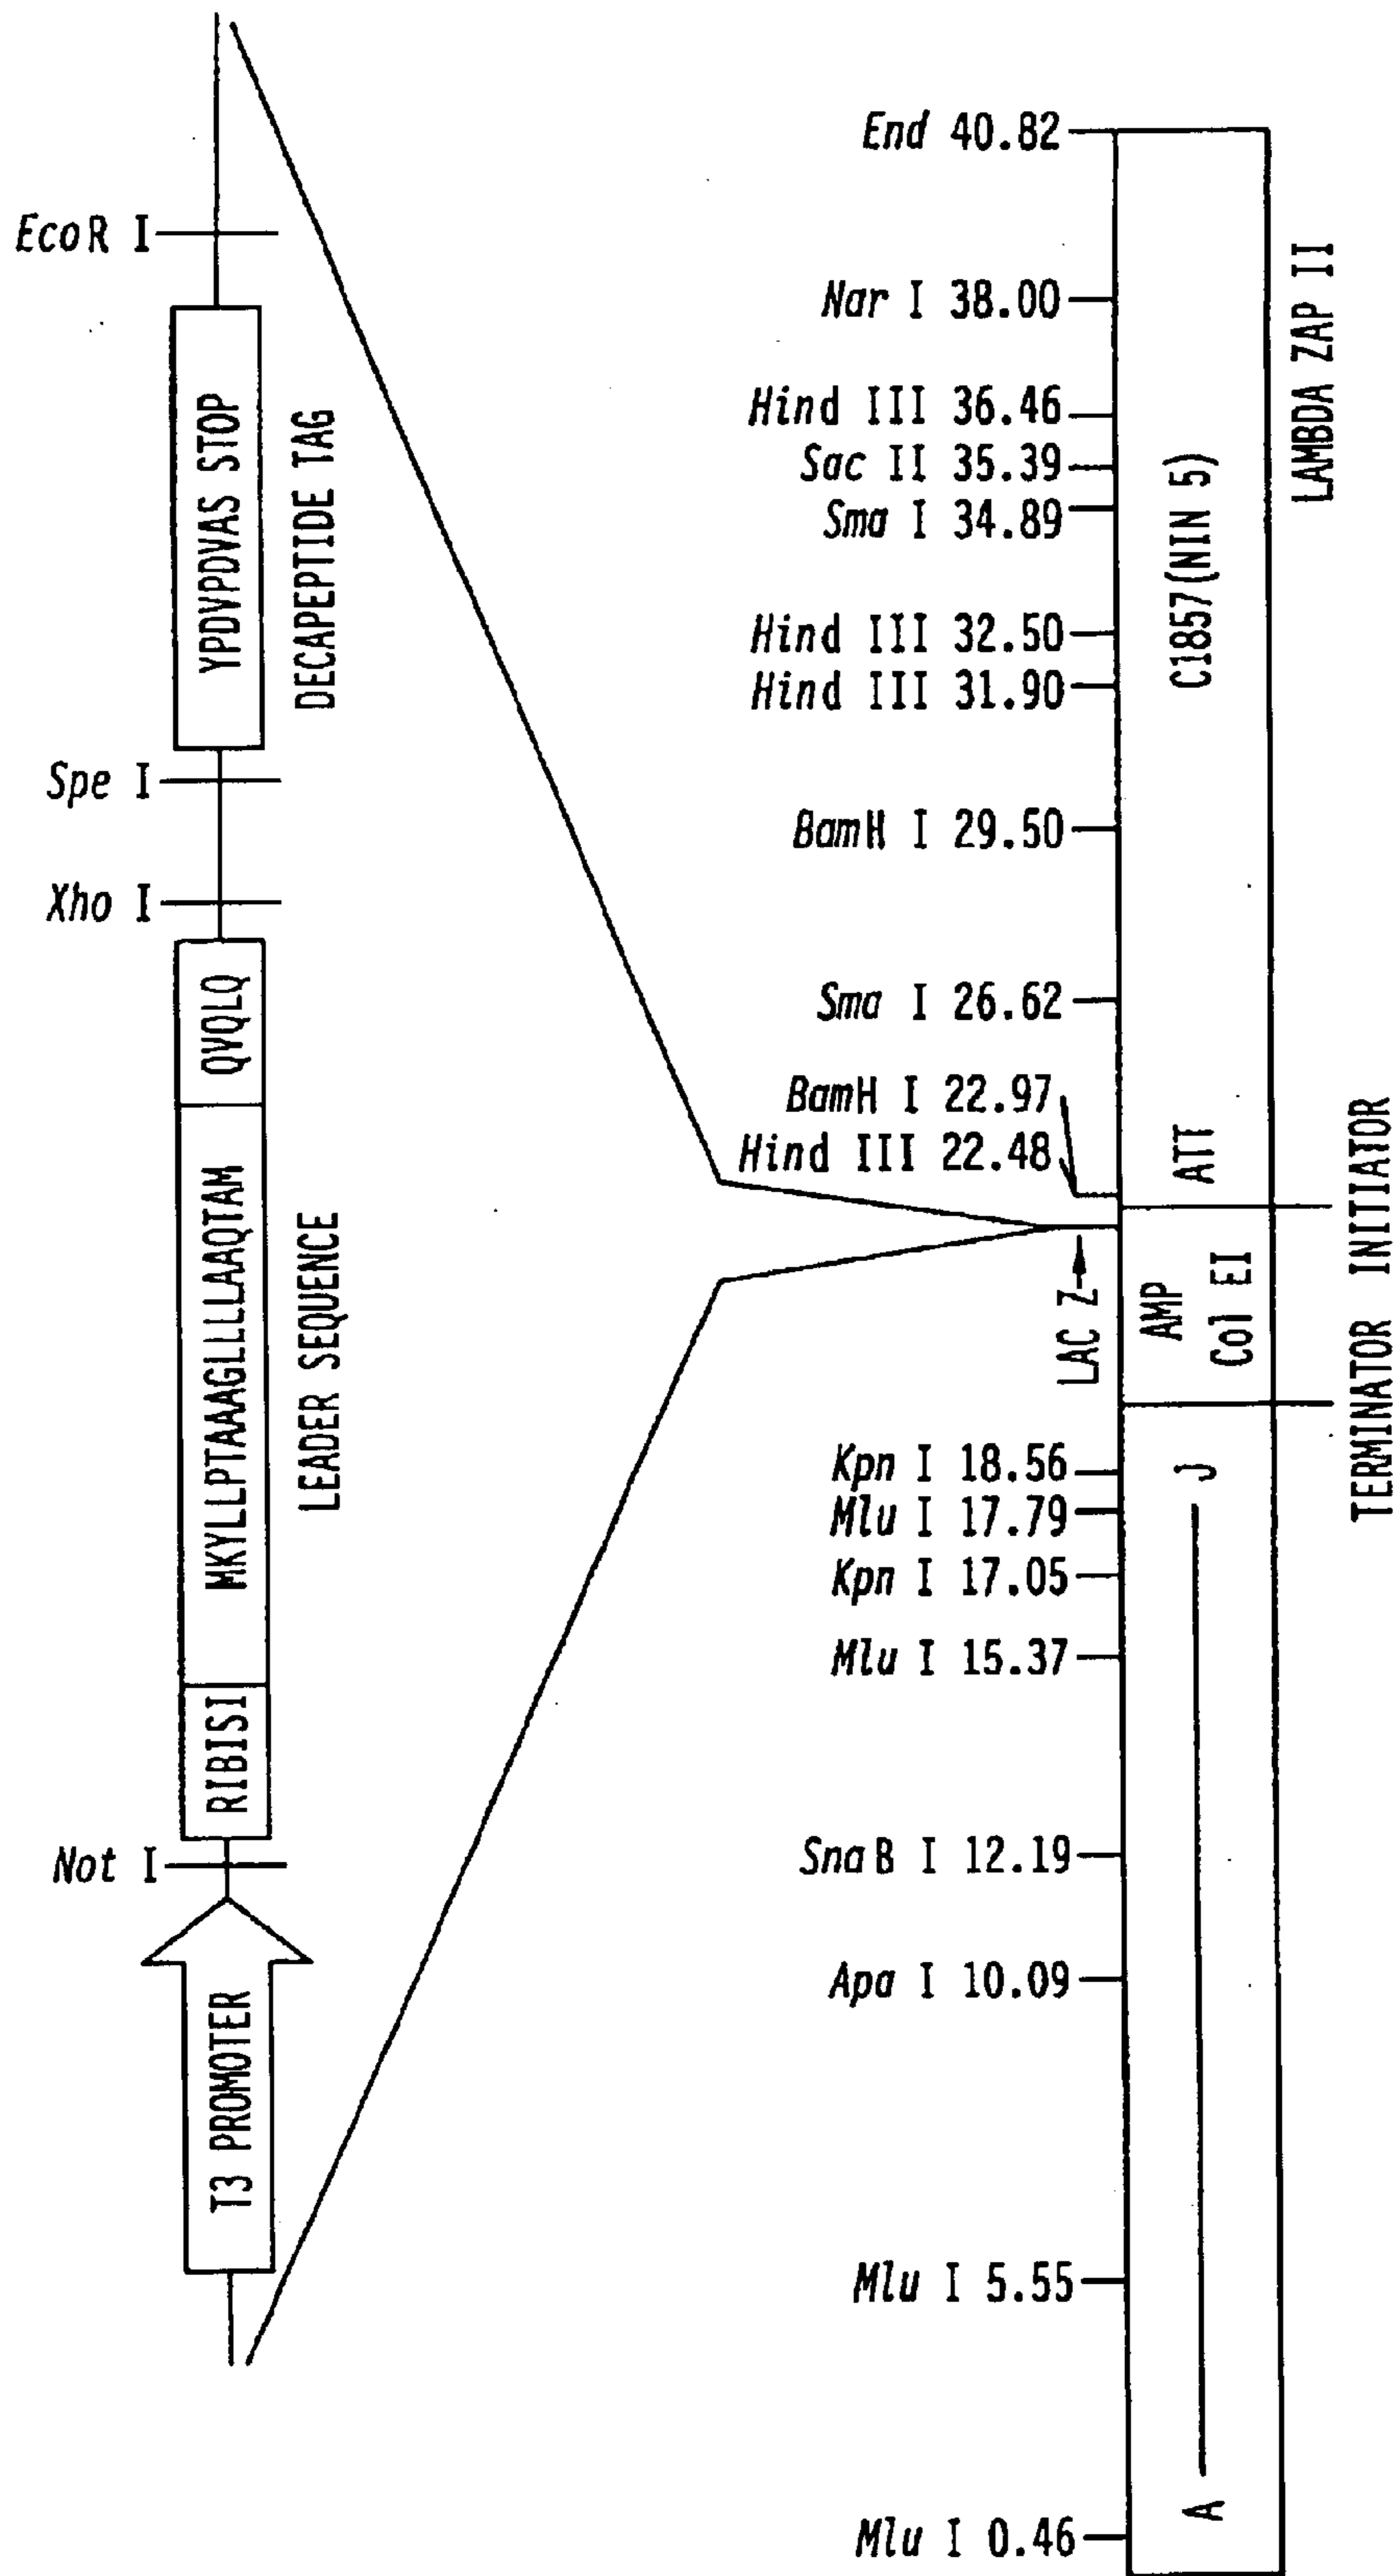 EcoR I
YPDVPDVAS STOP
DECAPEPTIDE TAG
Spe I
Xho I
QVQLQ
MKYLLPTAAAGLLLLAAQTAM
LEADER SEQUENCE
RIBISI
Not I
T3 PROMOTER
End 40.82
Nar I 38.00
Hind III 36.46
Sac II 35.39
Sma I 34.89
Hind III 32.50
Hind III 31.90
BamH I 29.50
Sma I 26.62
BamH I 22.97
Hind III 22.48
LAC Z
Kpn I 18.56
Mlu I 17.79
Kpn I 17.05
Mlu I 15.37
SnaB I 12.19
Apa I 10.09
Mlu I 5.55
Mlu I 0.46
C1857(NIN 5)
ATT
AMP
Col EI
J
A
LAMBDA ZAP II
INITIATOR
TERMINATOR